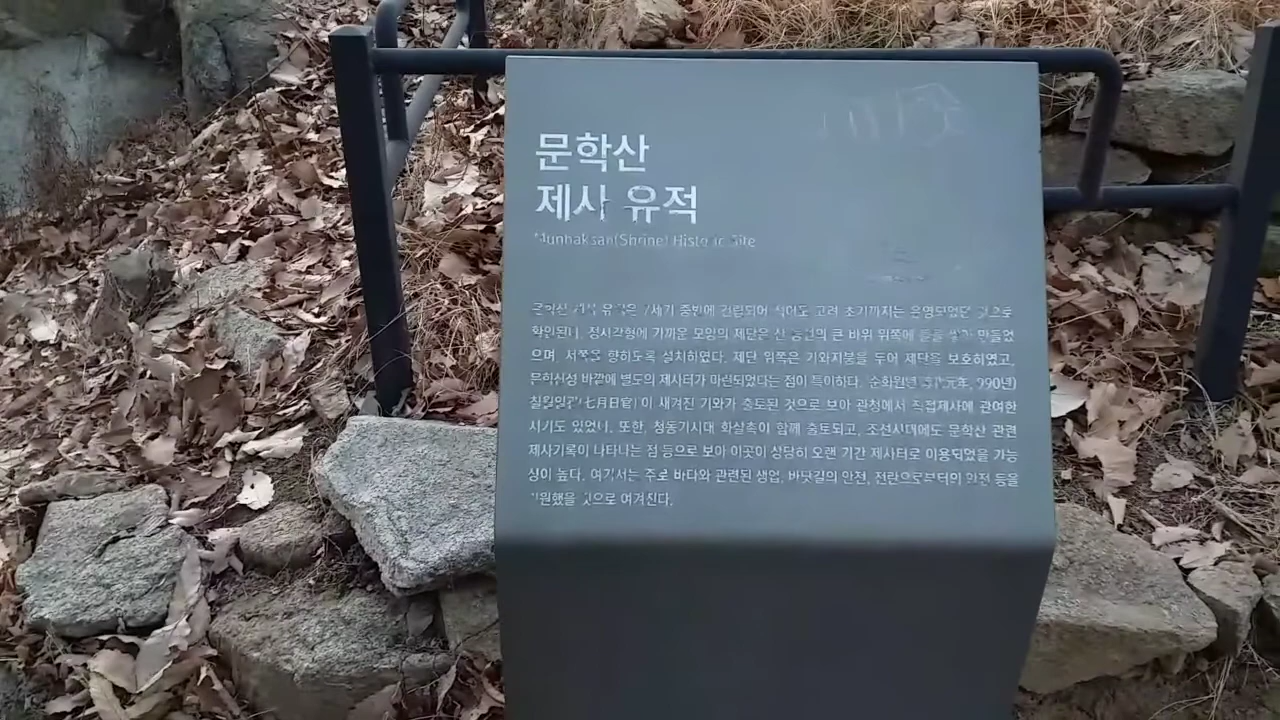 문학산
제사 유적
Munhaksan(Shrine) Historic Site
문학산 제사 유적은 7세기 중반에 건립되어 적어도 고려 초기까지는 운영되었던 것으로
확인된다. 정사각형에 가까운 모양의 제단은 산 능선의 큰 바위 위쪽에 돌을 쌓아 만들었
으며, 서쪽을 향하도록 설치하였다. 제단 위쪽은 기와지붕을 두어 제단을 보호하였고,
문학산성 바깥에 별도의 제사터가 마련되었다는 점이 특이하다. 순화원년 元年, 990년)
칠월일관(七月日官)이 새겨진 기와가 출토된 것으로 보아 관청에서 직접제사에 관여한
시기도 있었다. 또한, 청동기시대 화살촉이 함께 출토되고, 조선시대에도 문학산 관련
제사기록이 나타나는 점 등으로 보아 이곳이 상당히 오랜 기간 제사터로 이용되었을 가능
성이 높다. 여기서는 주로 바다와 관련된 생업, 바닷길의 안전, 전란으로부터의 안전 등을
기원했을 것으로 여겨진다.